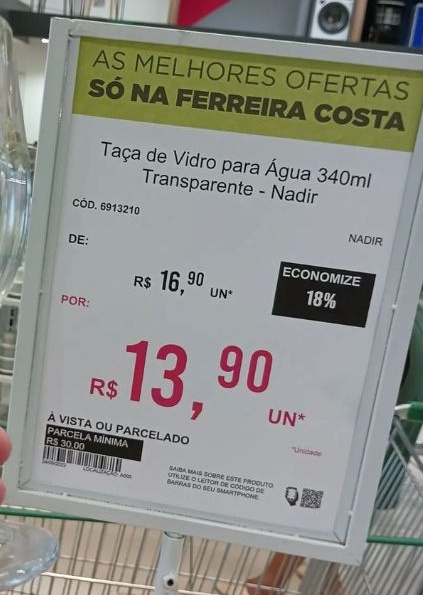 AS MELHORES OFERTAS
SÓ NA FERREIRA COSTA
Taça de Vidro para Água 340ml
Transparente - Nadir
CÓD. 6913210
NADIR
DE:
R$ 16,90 UN*
ECONOMIZE
18%
POR:
R$ 13,90 UN*
*Unidade
À VISTA OU PARCELADO
PARCELA MÍNIMA
R$ 30,00
LOCALIZAÇÃO: A005
SAIBA MAIS SOBRE ESTE PRODUTO.
UTILIZE O LEITOR DE CÓDIGO DE
BARRAS DO SEU SMARTPHONE.